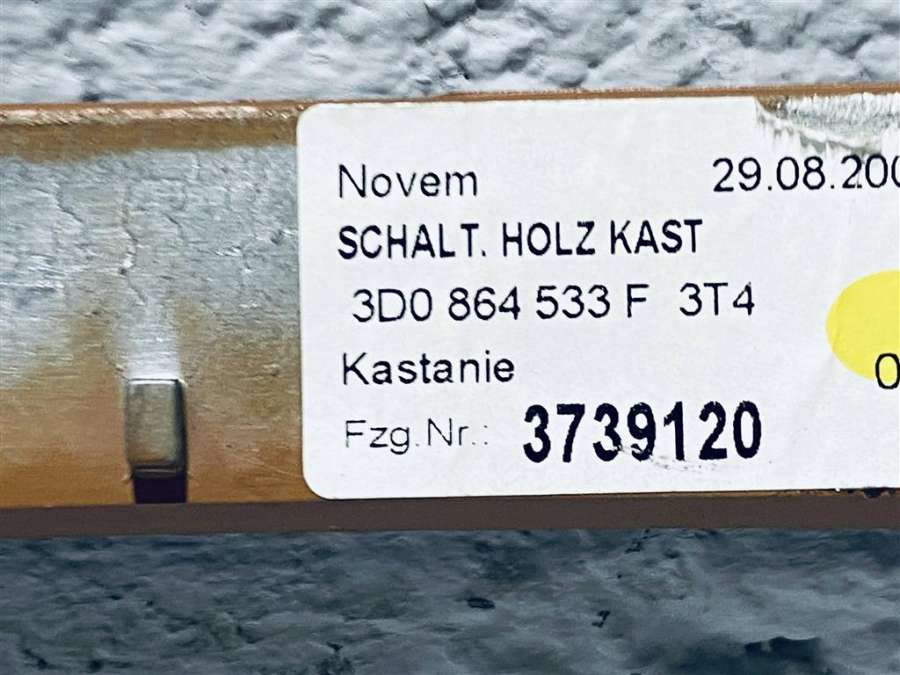 Novem 29.08.200
SCHALT. HOLZ KAST
3D0 864 533 F 3T4
Kastanie
0
Fzg.Nr.: 3739120